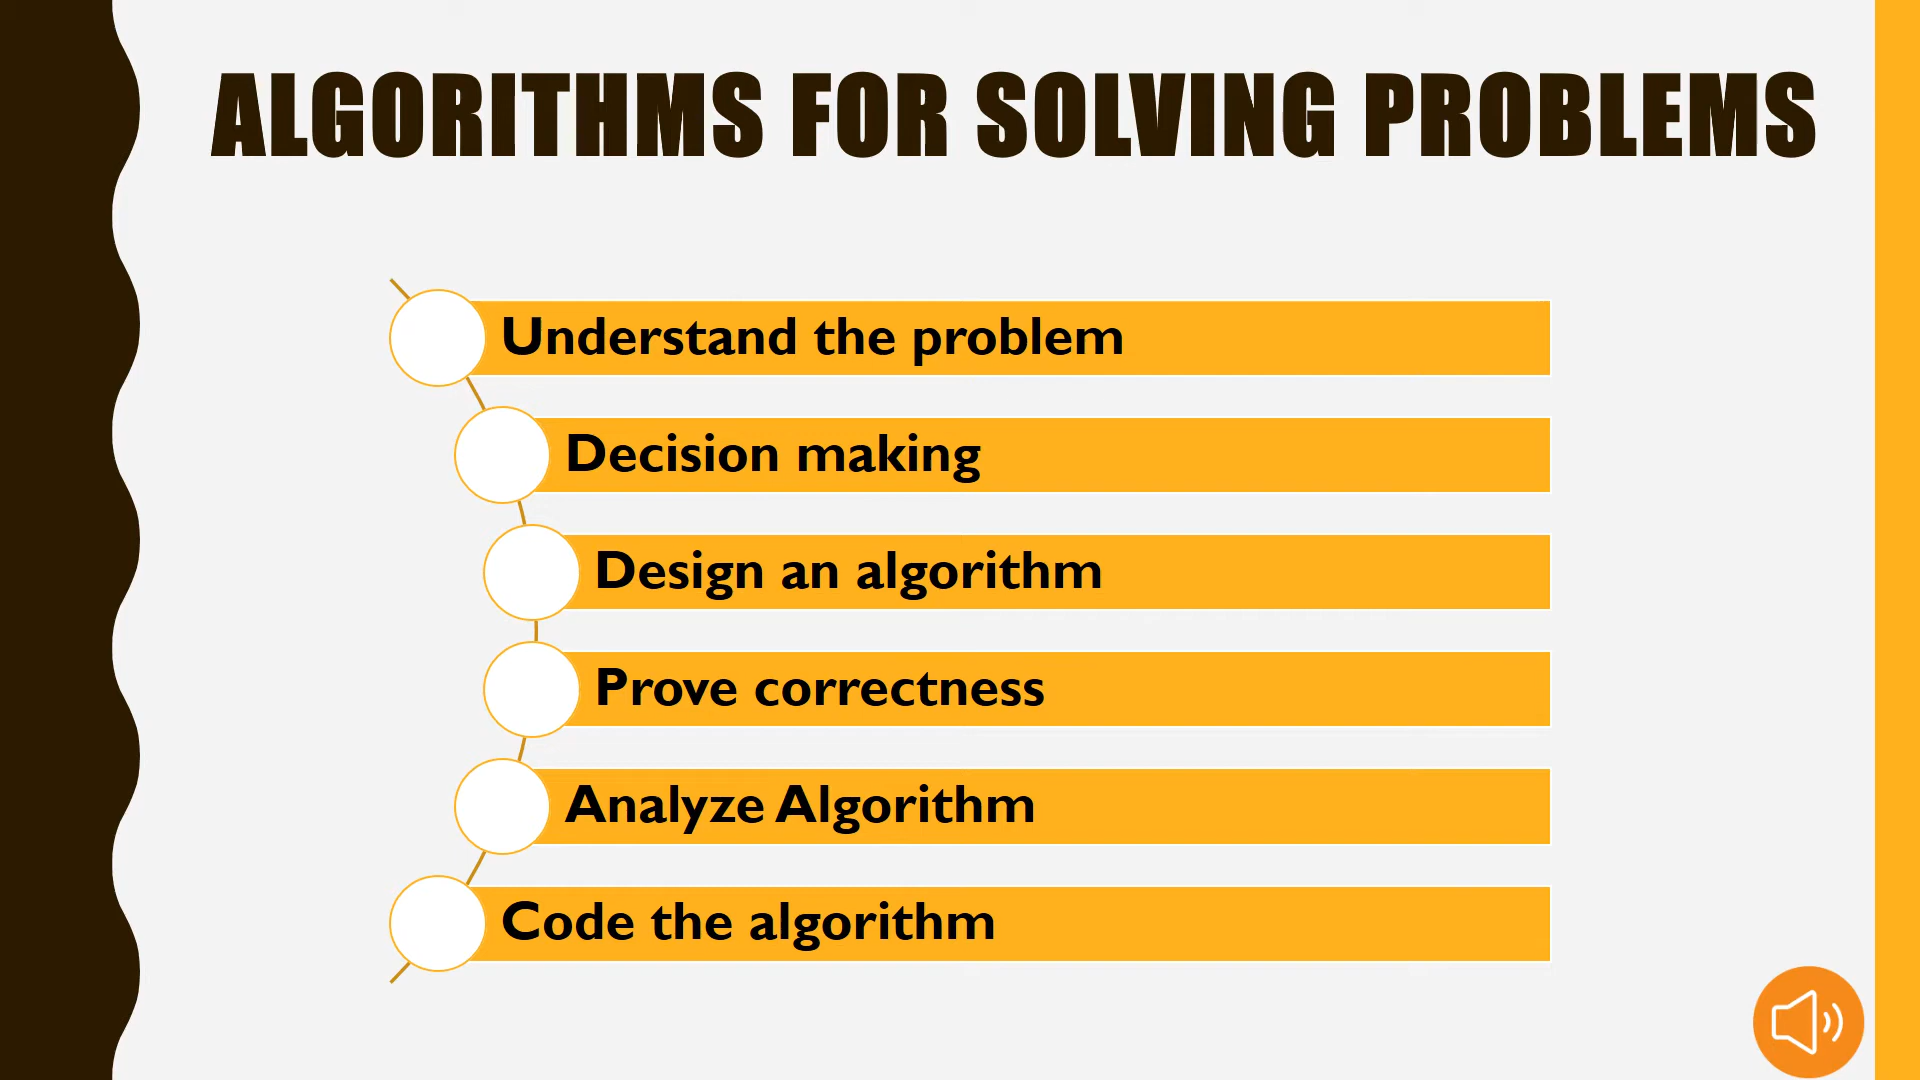 ALGORITHMS FOR SOLVING PROBLEMS
Understand the problem
Decision making
Design an algorithm
Prove correctness
Analyze Algorithm
Code the algorithm